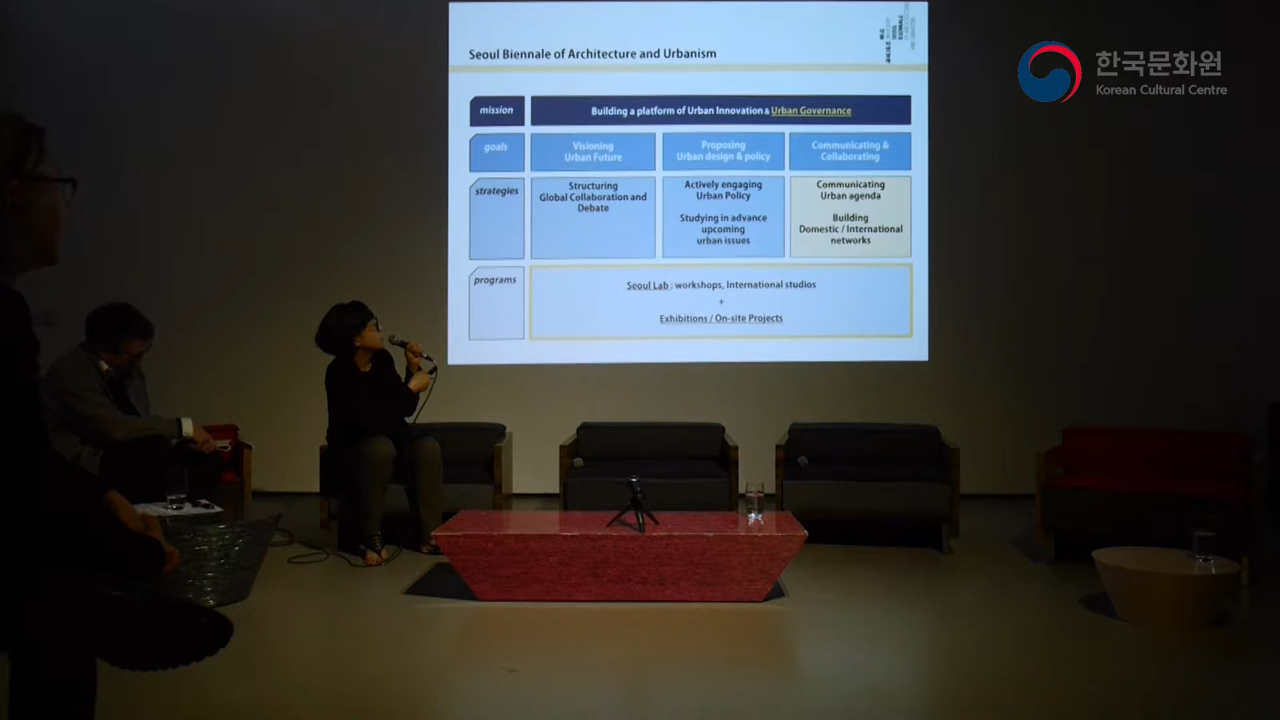 Seoul Biennale of Architecture and Urbanism
한국문화원
Korean Cultural Centre
mission
Building a platform of Urban Innovation & Urban Governance
goals
Visioning
Urban Future
Proposing
Urban design & policy
Communicating &
Collaborating
strategies
Structuring
Global Collaboration and
Debate
Actively engaging
Urban Policy
Studying in advance
upcoming
urban issues
Communicating
Urban agenda
Building
Domestic / International
networks
programs
Seoul Lab : workshops, International studios
+
Exhibitions / On-site Projects